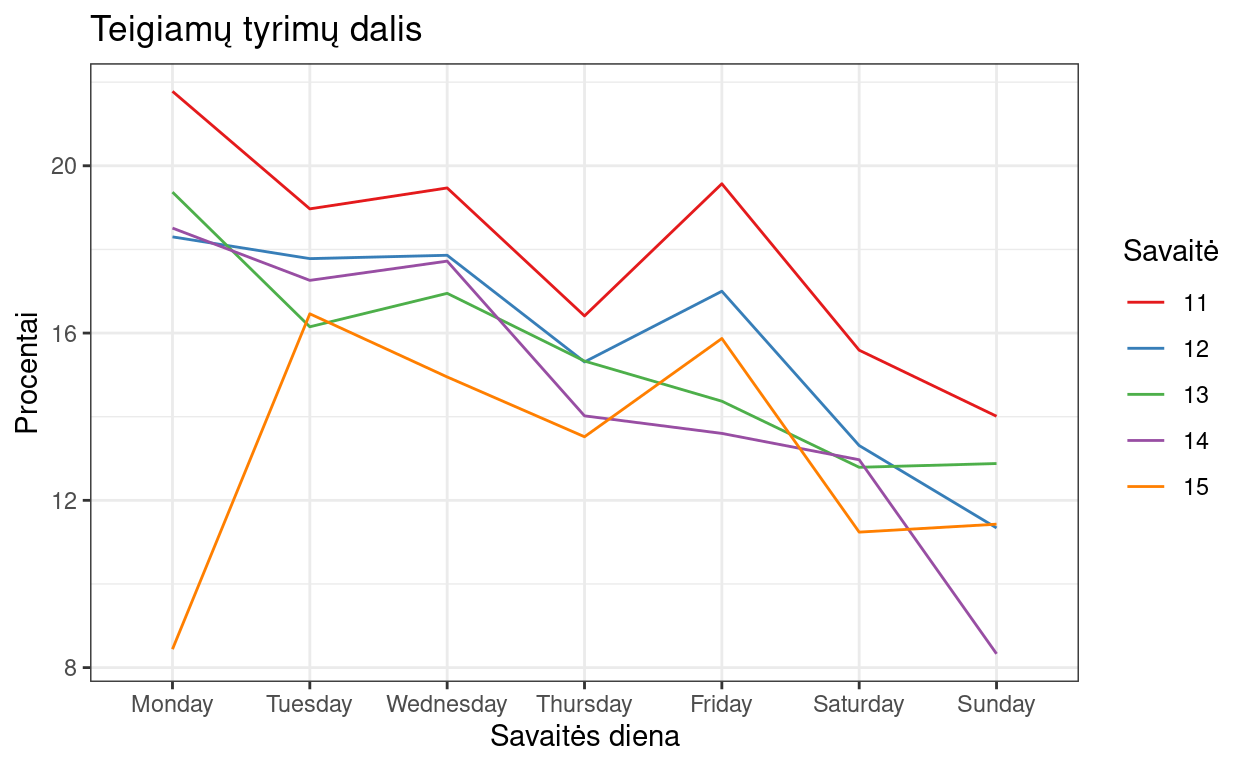 Teigiamų tyrimų dalis
Procentai
20
16
12
8
Monday Tuesday Wednesday Thursday Friday Saturday Sunday
Savaitės diena
Savaitė
11
12
13
14
15